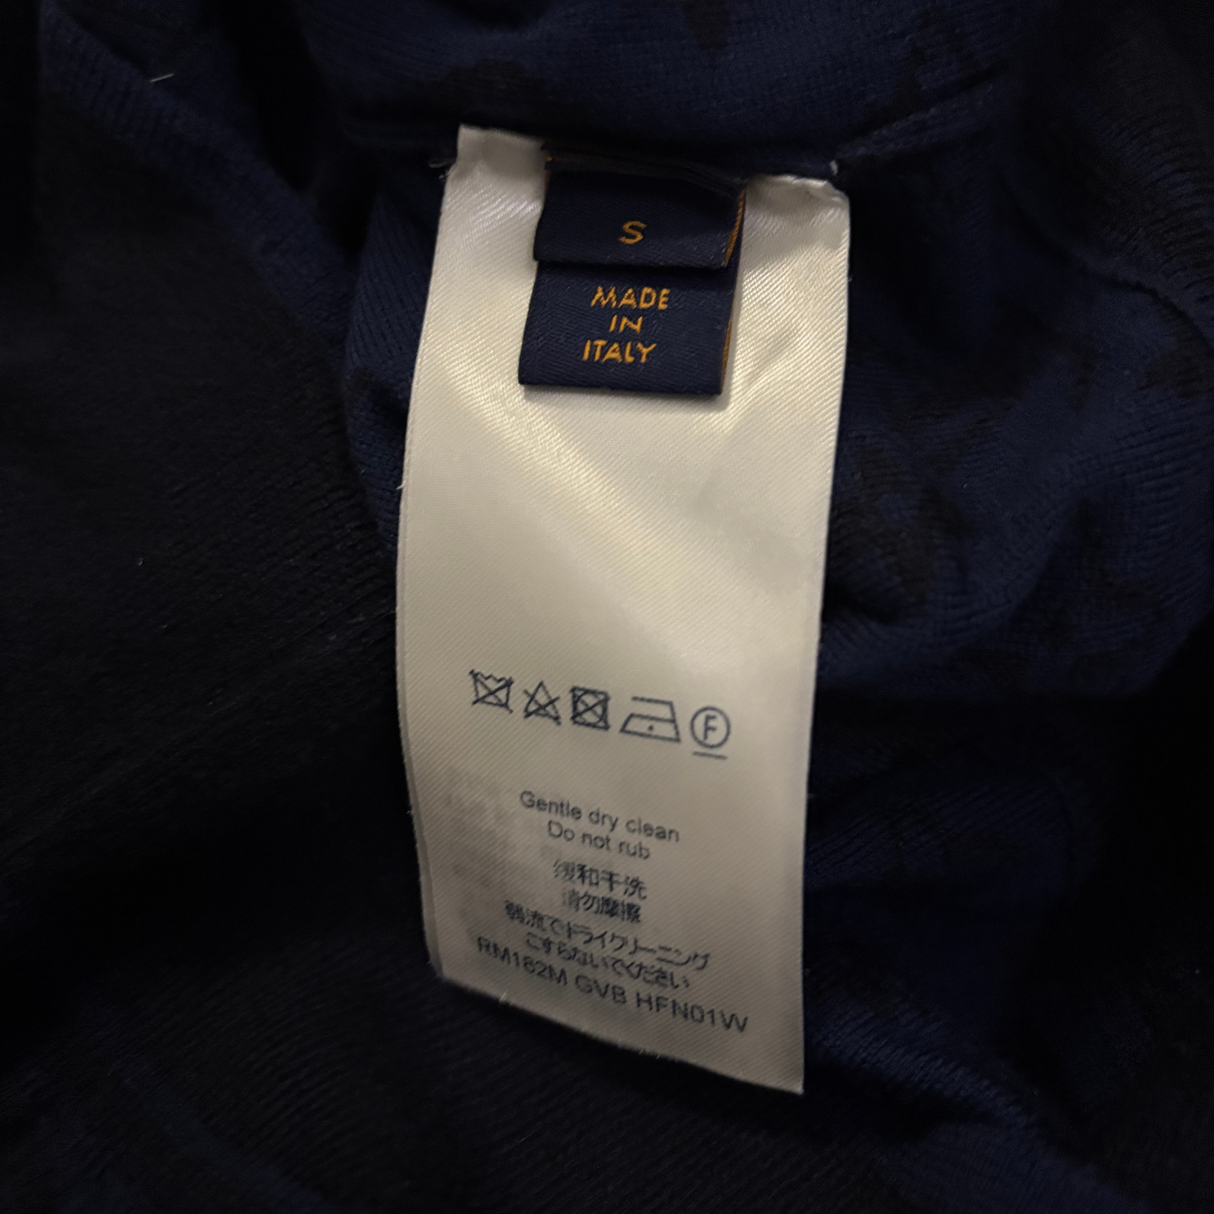 S
MADE
IN
ITALY
F
Gentle dry clean
Do not rub
缓和干洗
请勿摩擦
弱流でドライクリーニング
こすらないでください
RM182M GVB HFN01W